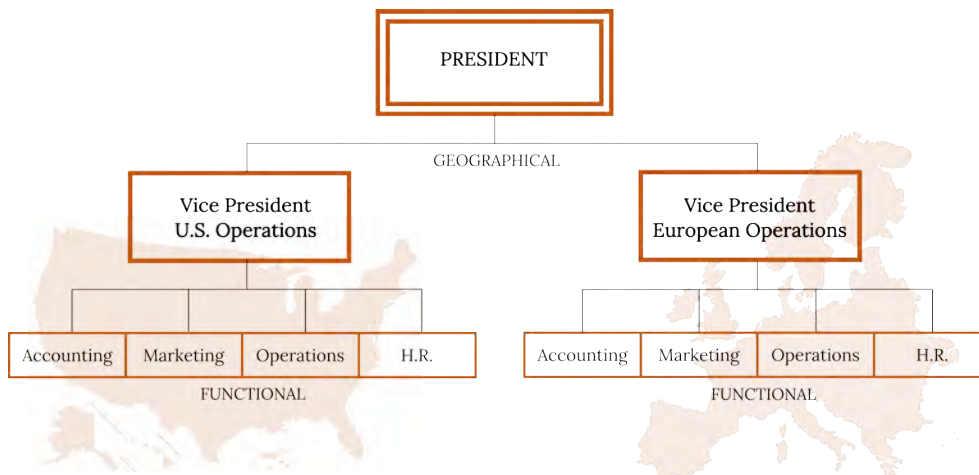 PRESIDENT
GEOGRAPHICAL
Vice President
U.S. Operations
Vice President
European Operations
Accounting
Marketing
Operations
H.R.
Accounting
Marketing
Operations
H.R.
FUNCTIONAL
FUNCTIONAL